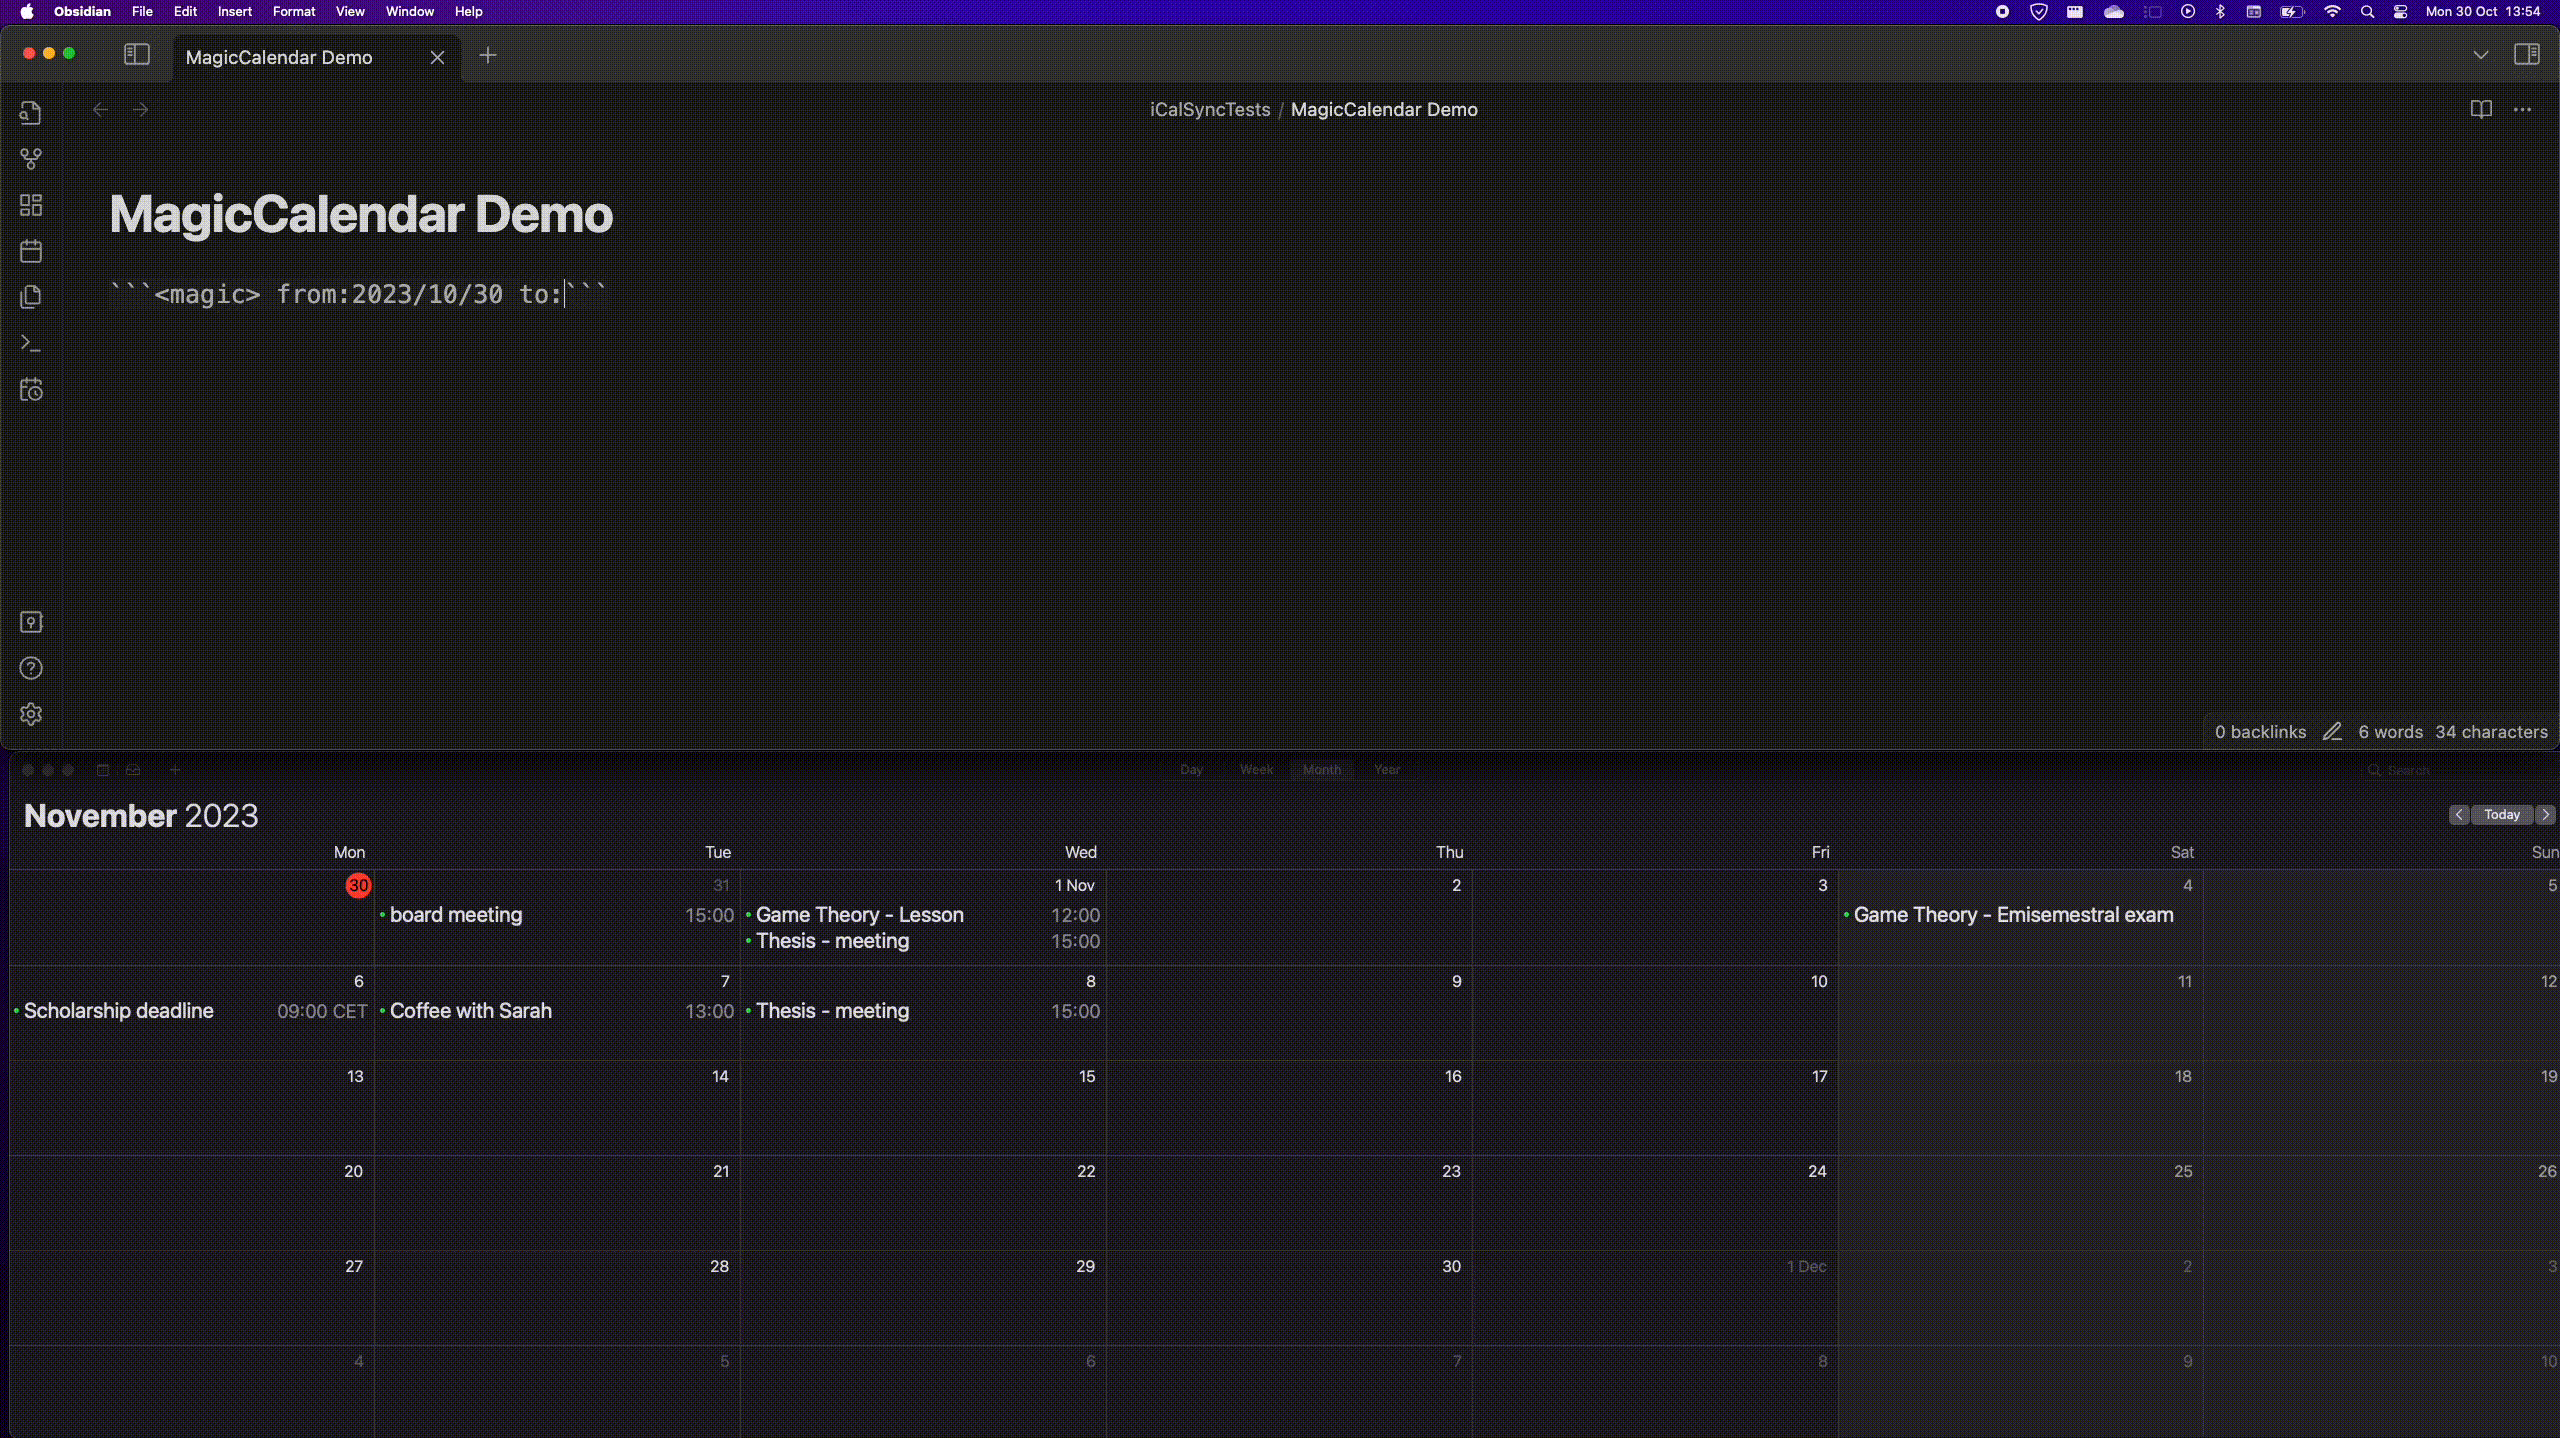 Obsidian File Edit Insert Format View Window Help Mon 30 Oct 13:54
MagicCalendar Demo
iCalSyncTests / MagicCalendar Demo
MagicCalendar Demo
```<magic> from:2023/10/30 to:```
0 backlinks 6 words 34 characters
Day Week Month Year Search
November 2023 Today
Mon Tue Wed Thu Fri Sat Sun
30 31 1 Nov 2 3 4 5
board meeting 15:00 Game Theory - Lesson 12:00 Game Theory - Emisemestral exam
Thesis - meeting 15:00
6 7 8 9 10 11 12
Scholarship deadline 09:00 CET Coffee with Sarah 13:00 Thesis - meeting 15:00
13 14 15 16 17 18 19
20 21 22 23 24 25 26
27 28 29 30 1 Dec 2 3
4 5 6 7 8 9 10